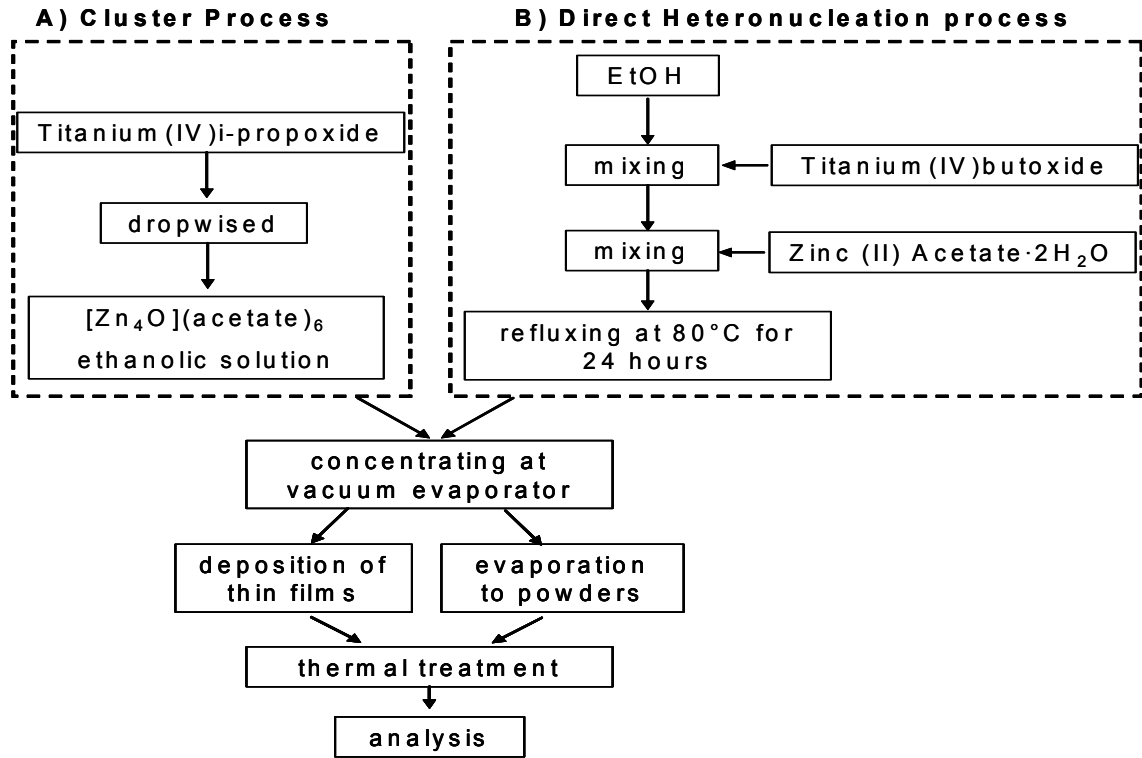 A) Cluster Process
Titanium(IV)i-propoxide
dropwised
[Zn₄O](acetate)₆
ethanolic solution
B) Direct Heteronucleation process
EtOH
mixing
Titanium(IV)butoxide
mixing
Zinc (II) Acetate·2H₂O
refluxing at 80°C for
24 hours
concentrating at
vacuum evaporator
deposition of
thin films
evaporation
to powders
thermal treatment
analysis